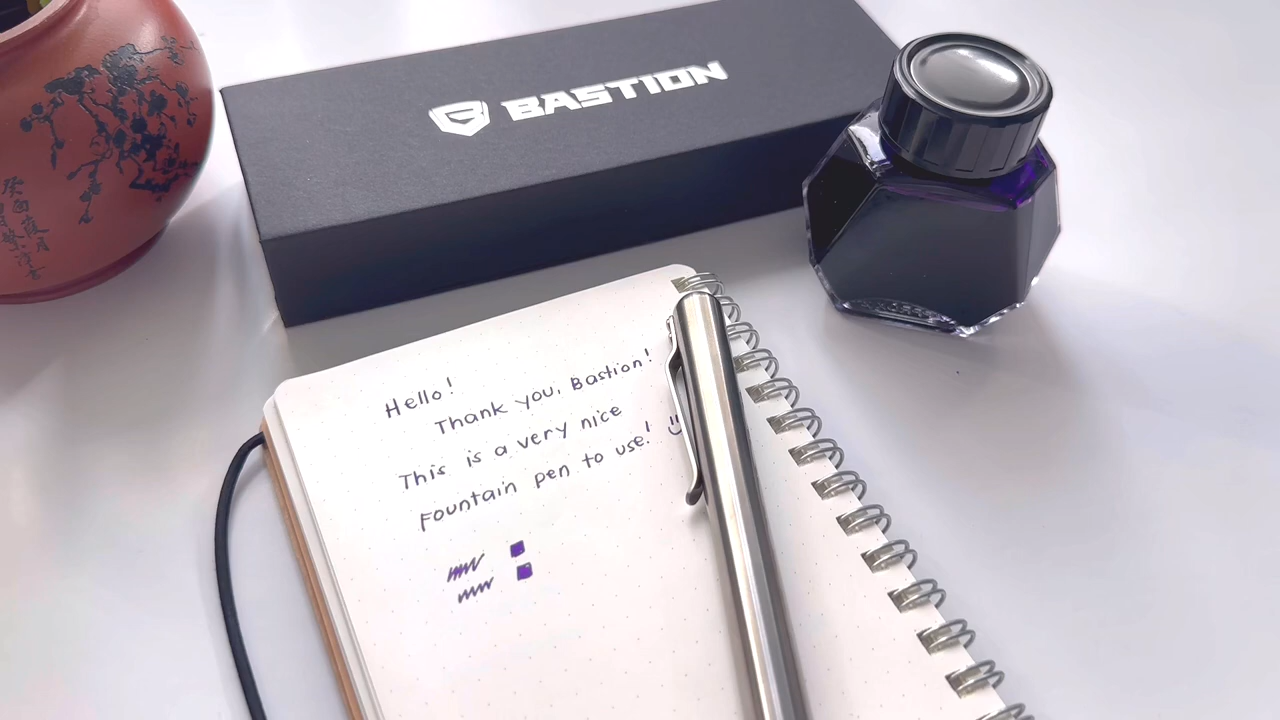 BASTION
Hello!
Thank you, Bastion!
This is a very nice
fountain pen to use!